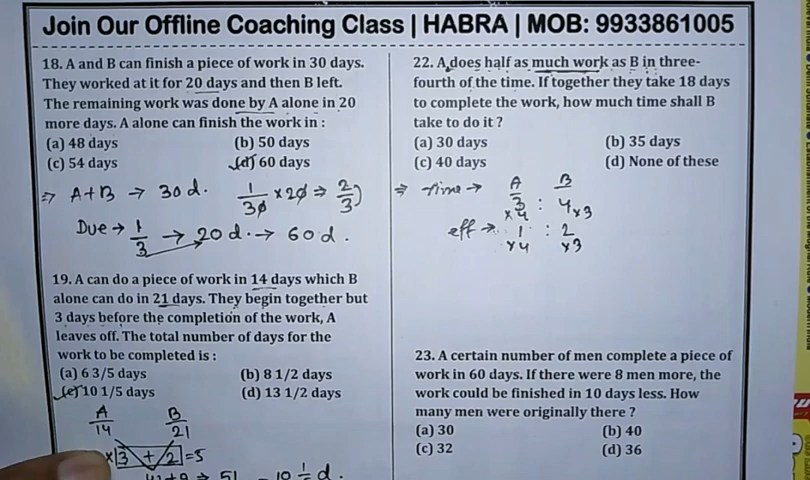 Join Our Offline Coaching Class | HABRA | MOB: 9933861005
18. A and B can finish a piece of work in 30 days.
They worked at it for 20 days and then B left.
The remaining work was done by A alone in 20
more days. A alone can finish the work in :
(a) 48 days (b) 50 days
(c) 54 days (d) 60 days
⇒ A+B → 30 d. 1/30 ×20 ⇒ 2/3)
Due → 1/3 → 20 d. → 60 d.
19. A can do a piece of work in 14 days which B
alone can do in 21 days. They begin together but
3 days before the completion of the work, A
leaves off. The total number of days for the
work to be completed is :
(a) 6 3/5 days (b) 8 1/2 days
(c) 10 1/5 days (d) 13 1/2 days
A B
14 21
×|3 + 2|=5
⇒ 51
22. A does half as much work as B in three-
fourth of the time. If together they take 18 days
to complete the work, how much time shall B
take to do it ?
(a) 30 days (b) 35 days
(c) 40 days (d) None of these
A B
⇒ Time → 3 : 4
×4 ×3
eff → 1 : 2
×4 ×3
23. A certain number of men complete a piece of
work in 60 days. If there were 8 men more, the
work could be finished in 10 days less. How
many men were originally there ?
(a) 30 (b) 40
(c) 32 (d) 36